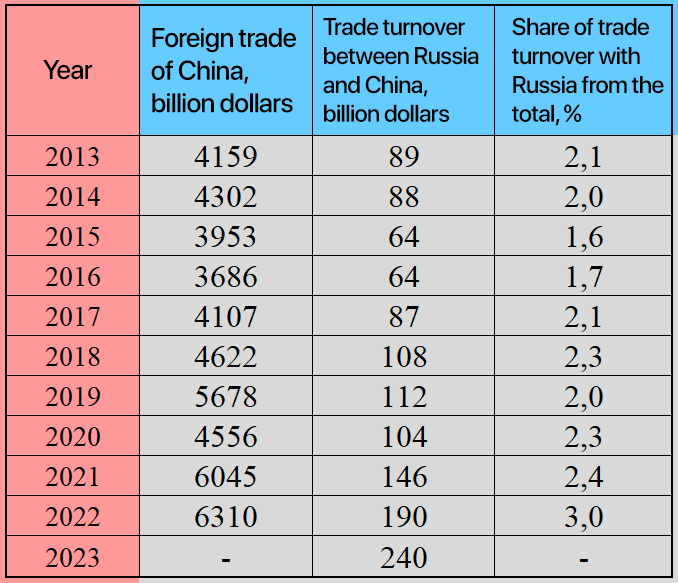 Year
Foreign trade
of China,
billion dollars
Trade turnover
between Russia
and China,
billion dollars
Share of trade
turnover with
Russia from the
total, %
2013 4159 89 2,1
2014 4302 88 2,0
2015 3953 64 1,6
2016 3686 64 1,7
2017 4107 87 2,1
2018 4622 108 2,3
2019 5678 112 2,0
2020 4556 104 2,3
2021 6045 146 2,4
2022 6310 190 3,0
2023 - 240 -